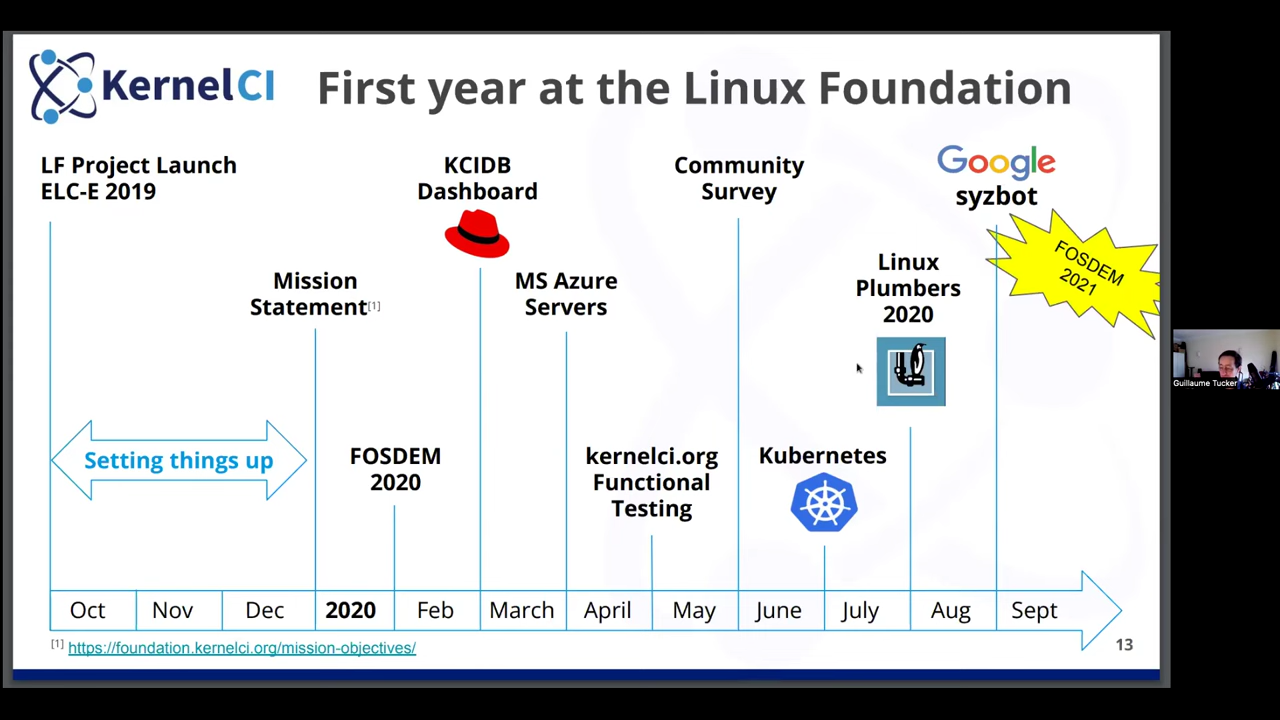 KernelCI
First year at the Linux Foundation
LF Project Launch
ELC-E 2019
KCIDB
Dashboard
Community
Survey
Google
syzbot
FOSDEM
2021
Mission
Statement[1]
MS Azure
Servers
Linux
Plumbers
2020
Guillaume Tucker
Setting things up
FOSDEM
2020
kernelci.org
Functional
Testing
Kubernetes
Oct Nov Dec 2020 Feb March April May June July Aug Sept
[1] https://foundation.kernelci.org/mission-objectives/
13